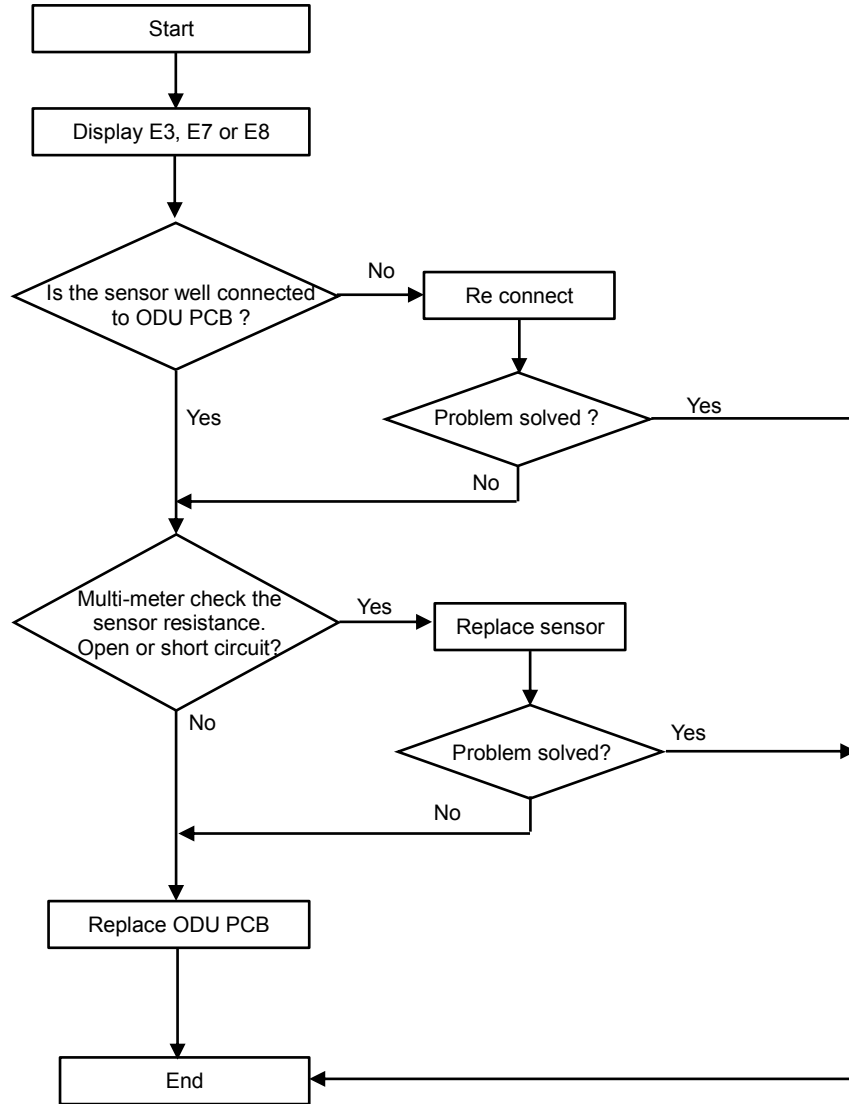 Start
Display E3, E7 or E8
Is the sensor well connected
to ODU PCB ?
No
Re connect
Yes
Problem solved ?
Yes
No
Multi-meter check the
sensor resistance.
Open or short circuit?
Yes
Replace sensor
No
Problem solved?
Yes
No
Replace ODU PCB
End